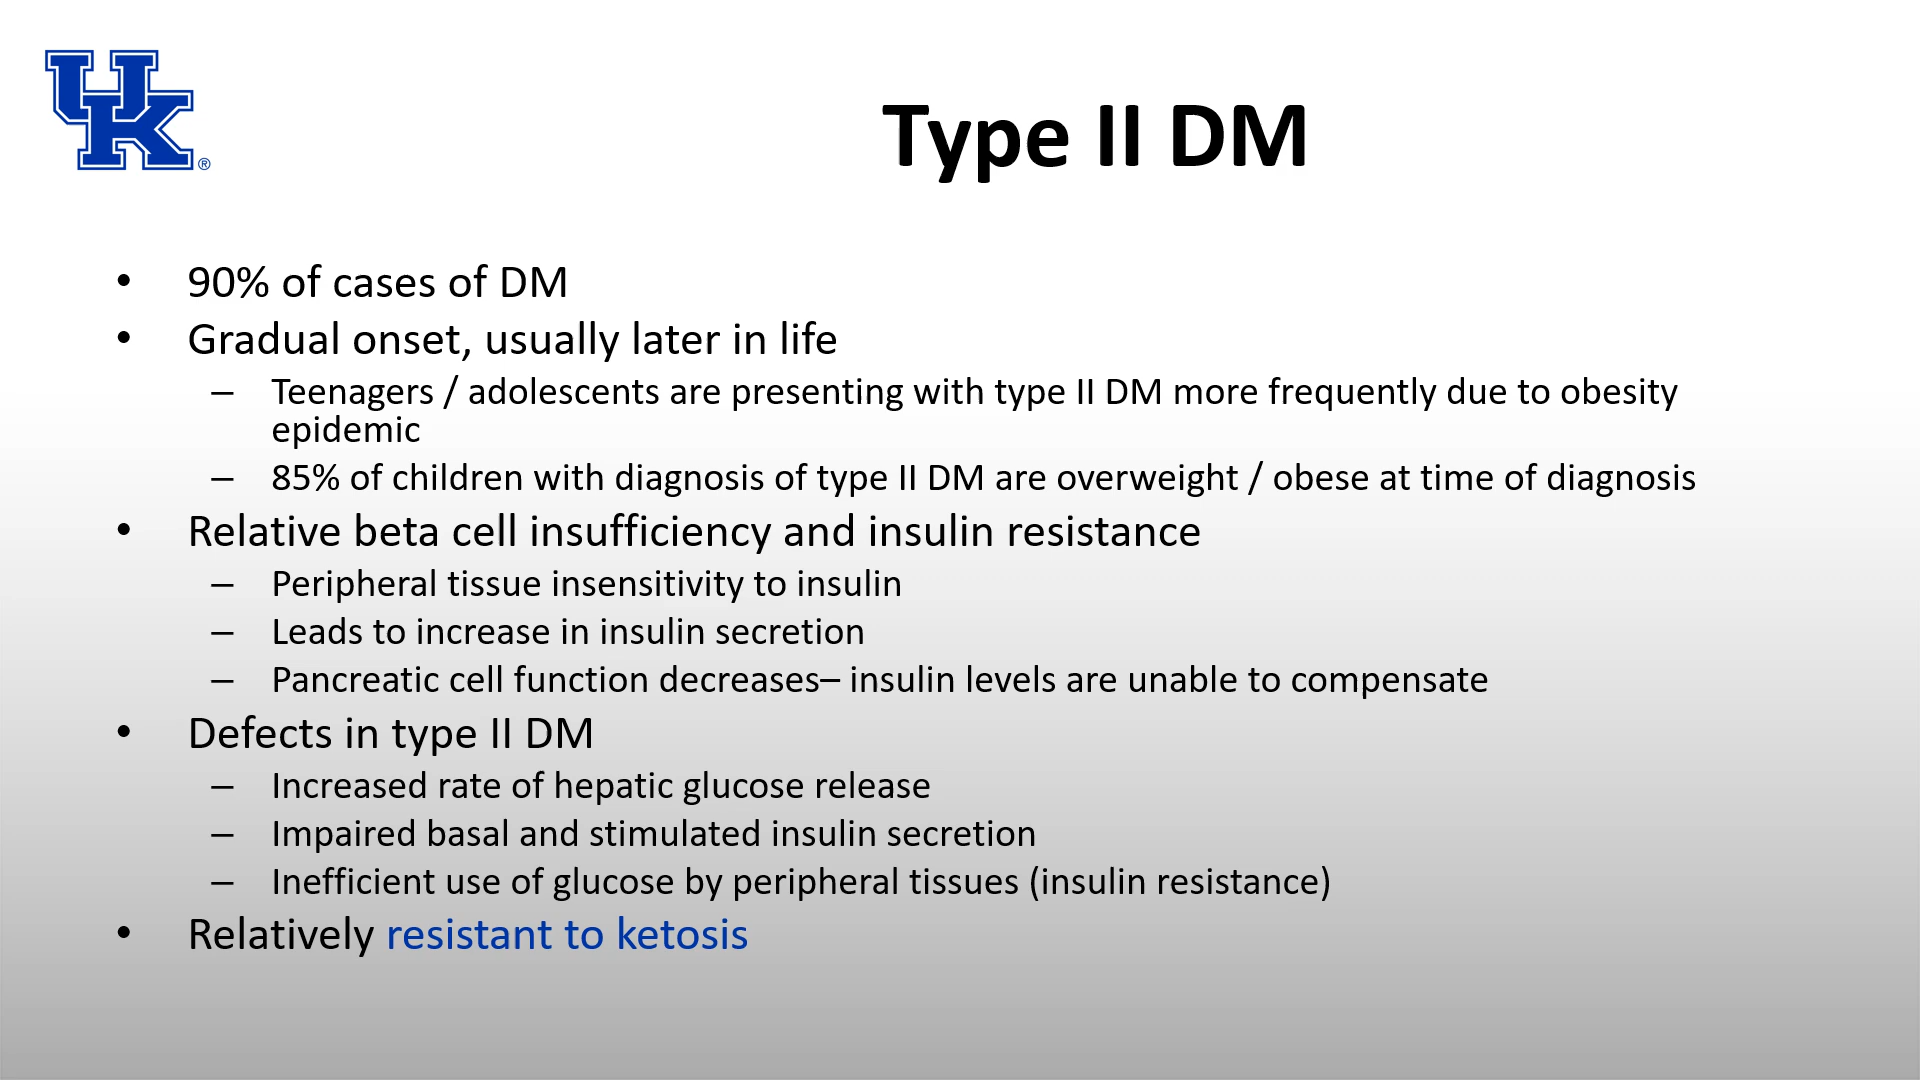 UK®
Type II DM
• 90% of cases of DM
• Gradual onset, usually later in life
– Teenagers / adolescents are presenting with type II DM more frequently due to obesity
epidemic
– 85% of children with diagnosis of type II DM are overweight / obese at time of diagnosis
• Relative beta cell insufficiency and insulin resistance
– Peripheral tissue insensitivity to insulin
– Leads to increase in insulin secretion
– Pancreatic cell function decreases– insulin levels are unable to compensate
• Defects in type II DM
– Increased rate of hepatic glucose release
– Impaired basal and stimulated insulin secretion
– Inefficient use of glucose by peripheral tissues (insulin resistance)
• Relatively resistant to ketosis